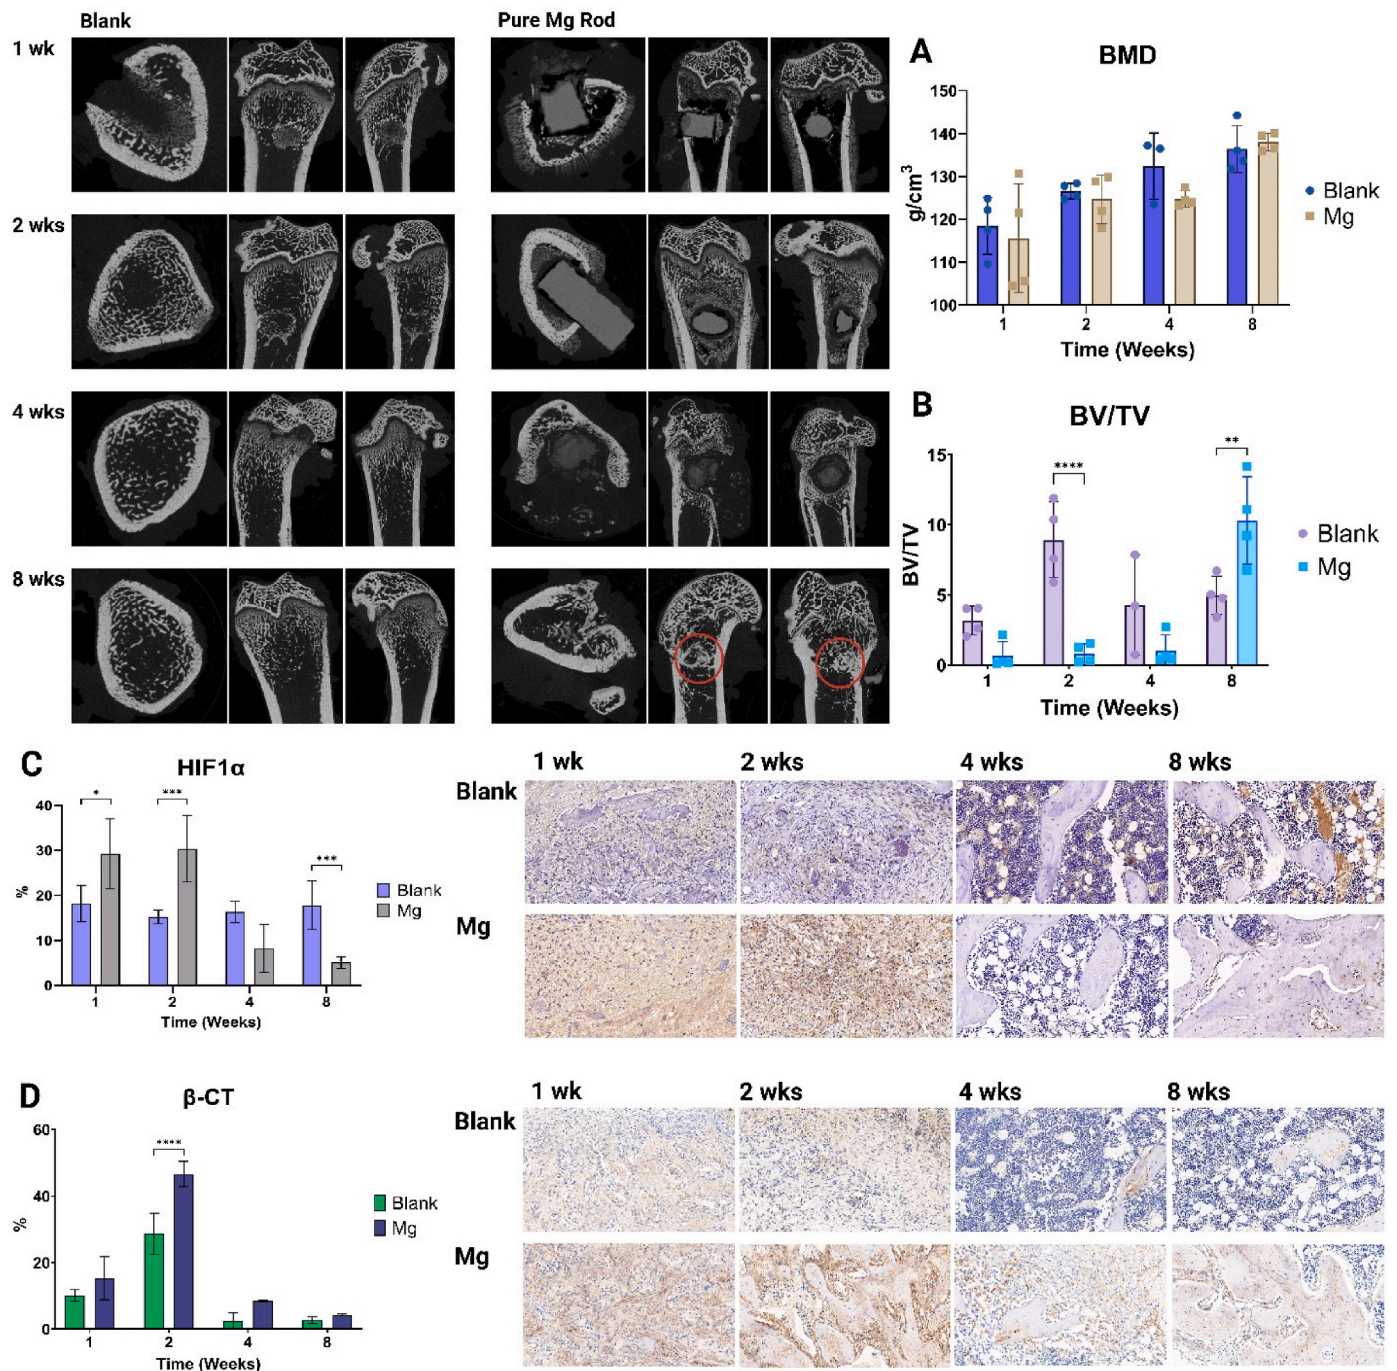 Blank
Pure Mg Rod
1 wk
2 wks
4 wks
8 wks
A
BMD
150
140
130
120
110
100
g/cm³
1 2 4 8
Time (Weeks)
Blank
Mg
B
BV/TV
**
****
15
10
5
0
BV/TV
1 2 4 8
Time (Weeks)
Blank
Mg
C
HIF1α
* *** ***
40
30
20
10
0
%
1 2 4 8
Time (Weeks)
Blank
Mg
1 wk 2 wks 4 wks 8 wks
Blank
Mg
D
β-CT
****
60
40
20
0
%
1 2 4 8
Time (Weeks)
Blank
Mg
1 wk 2 wks 4 wks 8 wks
Blank
Mg